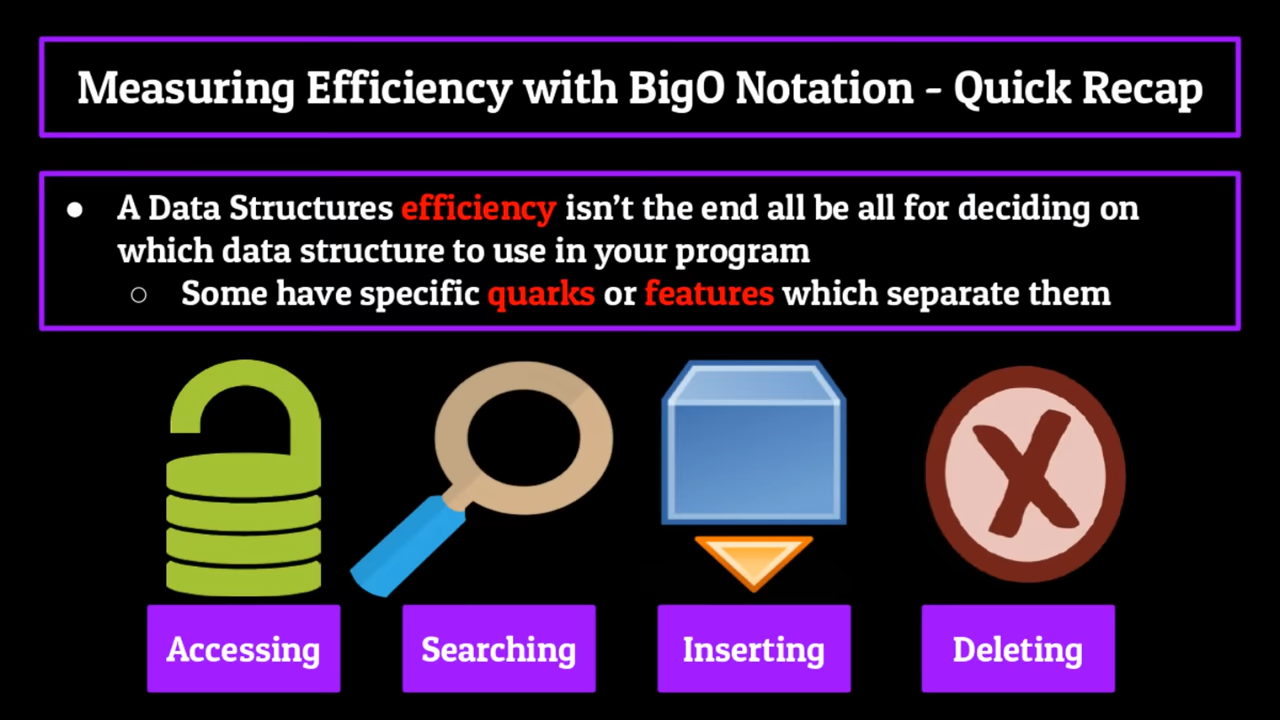 Measuring Efficiency with BigO Notation - Quick Recap
● A Data Structures efficiency isn't the end all be all for deciding on
which data structure to use in your program
○ Some have specific quarks or features which separate them
Accessing
Searching
Inserting
Deleting